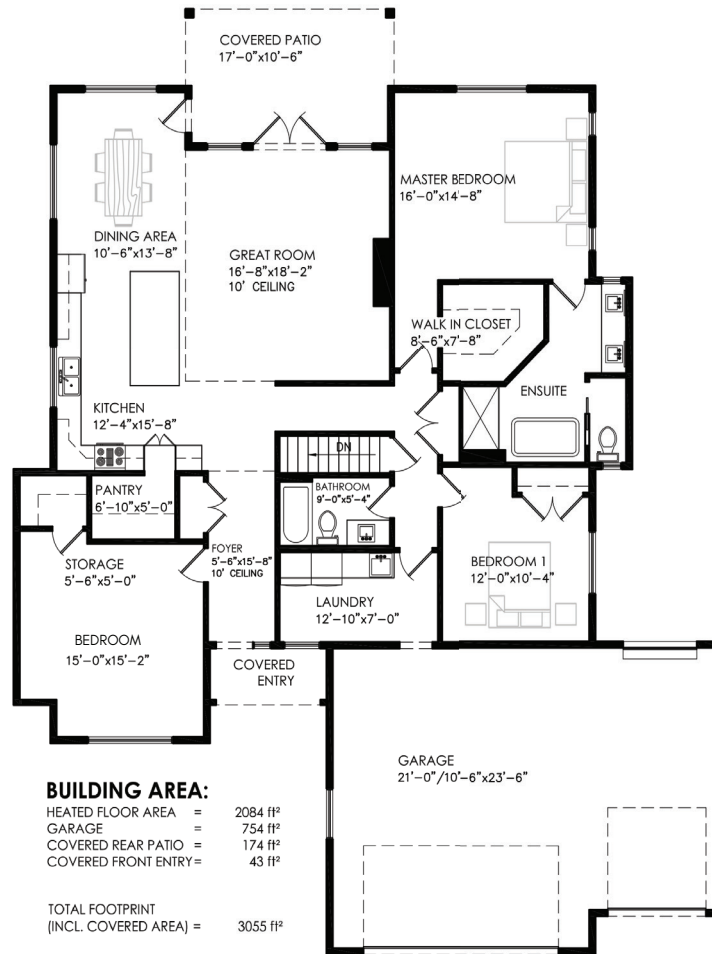 COVERED PATIO
17'-0"x10'-6"
MASTER BEDROOM
16'-0"x14'-8"
DINING AREA
10'-6"x13'-8"
GREAT ROOM
16'-8"x18'-2"
10' CEILING
WALK IN CLOSET
8'-6"x7'-8"
ENSUITE
KITCHEN
12'-4"x15'-8"
DN
PANTRY
6'-10"x5'-0"
BATHROOM
9'-0"x5'-4"
FOYER
5'-6"x15'-8"
10' CEILING
STORAGE
5'-6"x5'-0"
BEDROOM 1
12'-0"x10'-4"
LAUNDRY
12'-10"x7'-0"
BEDROOM
15'-0"x15'-2"
COVERED
ENTRY
GARAGE
21'-0"/10'-6"x23'-6"
BUILDING AREA:
HEATED FLOOR AREA = 2084 ft²
GARAGE = 754 ft²
COVERED REAR PATIO = 174 ft²
COVERED FRONT ENTRY = 43 ft²
TOTAL FOOTPRINT
(INCL. COVERED AREA) = 3055 ft²